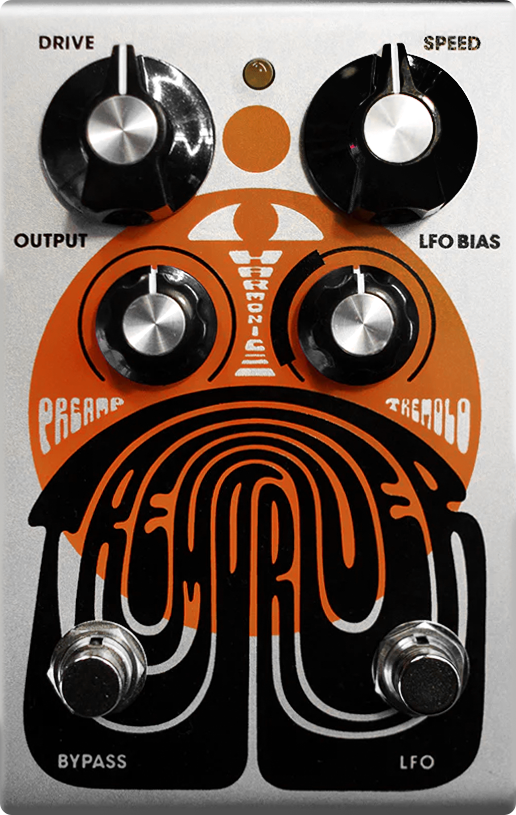 DRIVE
SPEED
OUTPUT
LFO BIAS
HARMONIC
PREAMP
TREMOLO
BYPASS
LFO